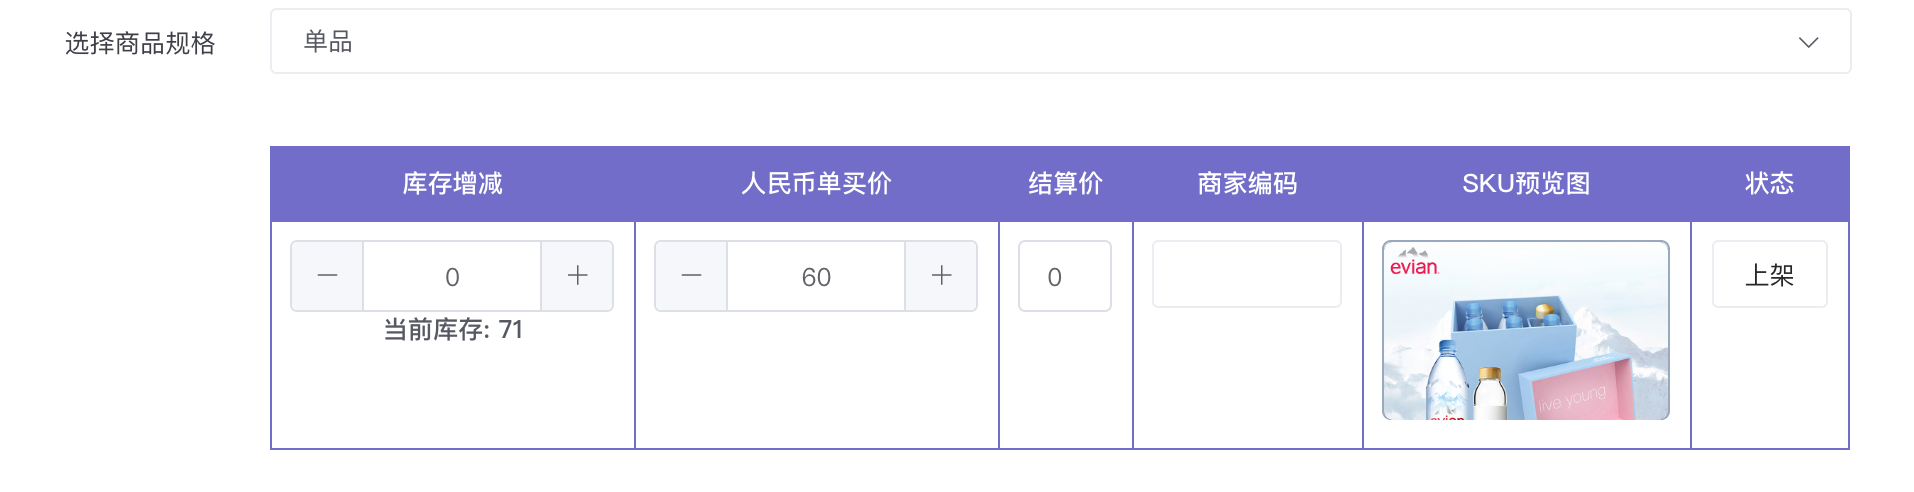 选择商品规格
单品
库存增减
人民币单买价
结算价
商家编码
SKU预览图
状态
0
当前库存: 71
60
0
evian
live young
evian
上架